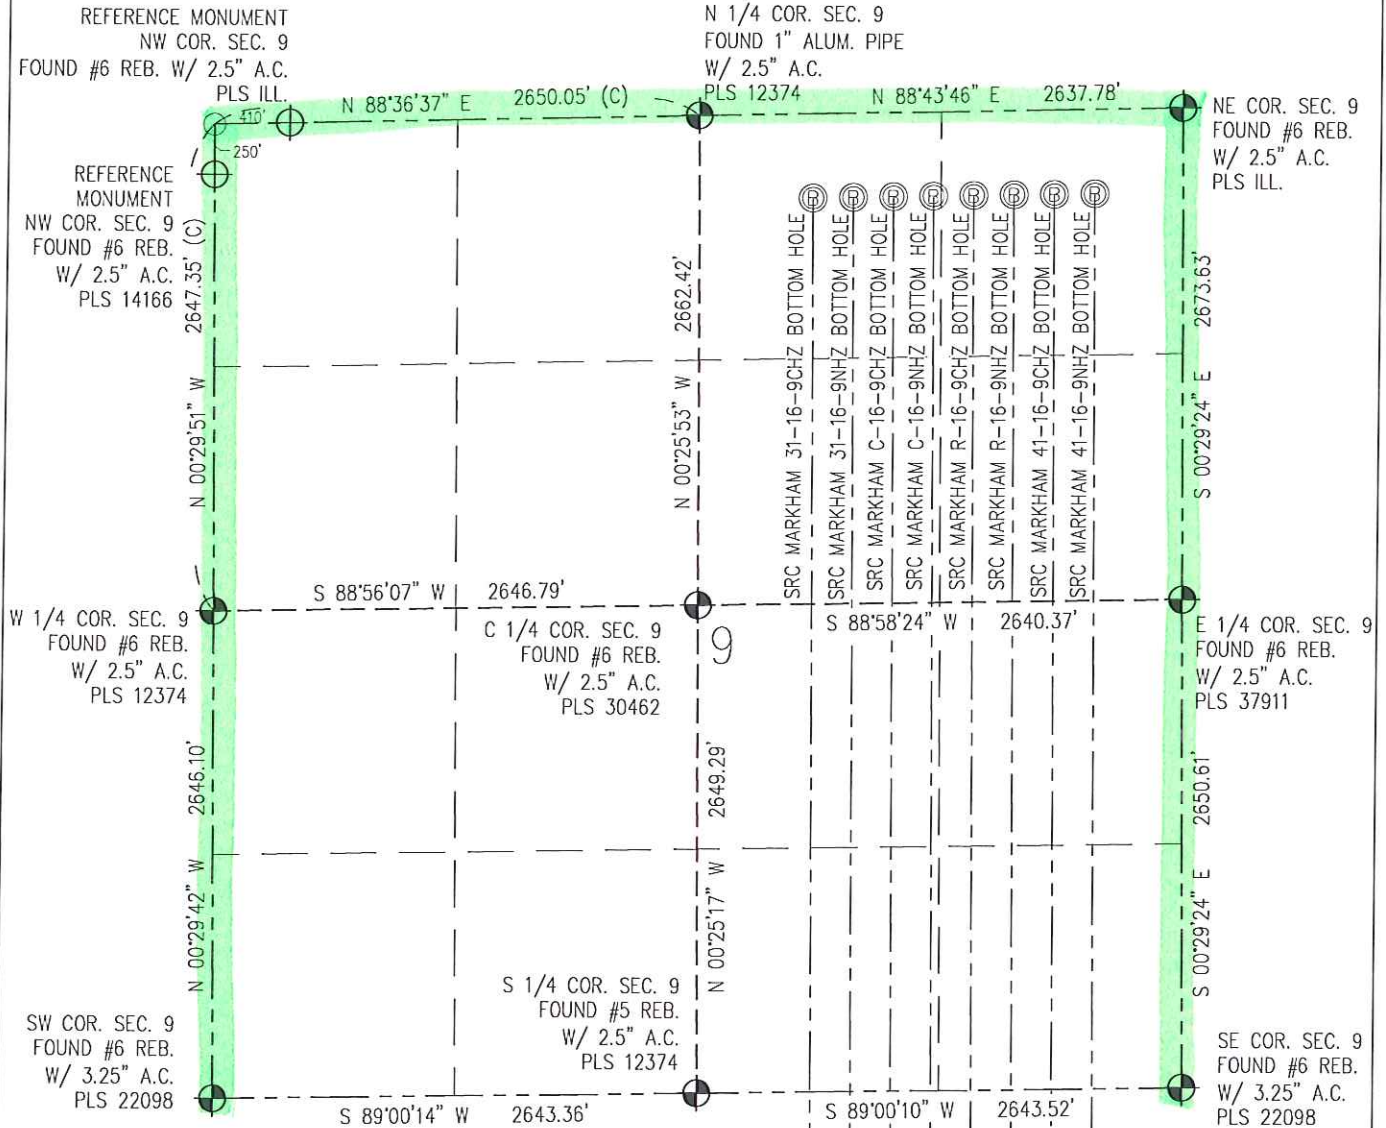 REFERENCE MONUMENT
NW COR. SEC. 9
FOUND #6 REB. W/ 2.5" A.C.
PLS ILL.
N 1/4 COR. SEC. 9
FOUND 1" ALUM. PIPE
W/ 2.5" A.C.
PLS 12374
N 88°36'37" E 2650.05' (C)
N 88°43'46" E 2637.78'
NE COR. SEC. 9
FOUND #6 REB.
W/ 2.5" A.C.
PLS ILL.
410'
250'
REFERENCE
MONUMENT
NW COR. SEC. 9
FOUND #6 REB.
W/ 2.5" A.C.
PLS 14166
N 00°29'51" W 2647.35' (C)
N 00°25'53" W 2662.42'
B B B B B B B B
SRC MARKHAM 31-16-9CHZ BOTTOM HOLE
SRC MARKHAM 31-16-9NHZ BOTTOM HOLE
SRC MARKHAM C-16-9CHZ BOTTOM HOLE
SRC MARKHAM C-16-9NHZ BOTTOM HOLE
SRC MARKHAM R-16-9CHZ BOTTOM HOLE
SRC MARKHAM R-16-9NHZ BOTTOM HOLE
SRC MARKHAM 41-16-9CHZ BOTTOM HOLE
SRC MARKHAM 41-16-9NHZ BOTTOM HOLE
S 00°29'24" E 2673.63'
S 88°56'07" W 2646.79'
S 88°58'24" W 2640.37'
W 1/4 COR. SEC. 9
FOUND #6 REB.
W/ 2.5" A.C.
PLS 12374
C 1/4 COR. SEC. 9
FOUND #6 REB.
W/ 2.5" A.C.
PLS 30462
9
E 1/4 COR. SEC. 9
FOUND #6 REB.
W/ 2.5" A.C.
PLS 37911
N 00°29'42" W 2646.10'
N 00°25'17" W 2649.29'
S 00°29'24" E 2650.61'
SW COR. SEC. 9
FOUND #6 REB.
W/ 3.25" A.C.
PLS 22098
S 1/4 COR. SEC. 9
FOUND #5 REB.
W/ 2.5" A.C.
PLS 12374
SE COR. SEC. 9
FOUND #6 REB.
W/ 3.25" A.C.
PLS 22098
S 89°00'14" W 2643.36'
S 89°00'10" W 2643.52'